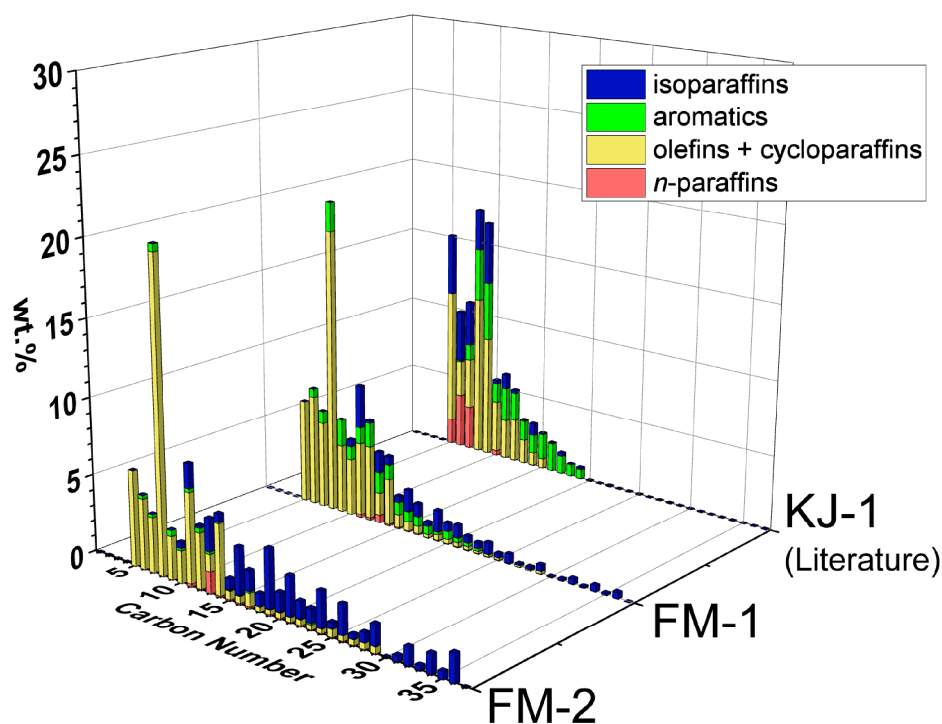 30
25
20
15
10
5
0
wt.%
isoparaffins
aromatics
olefins + cycloparaffins
n-paraffins
5
10
15
20
25
30
35
Carbon Number
KJ-1
(Literature)
FM-1
FM-2